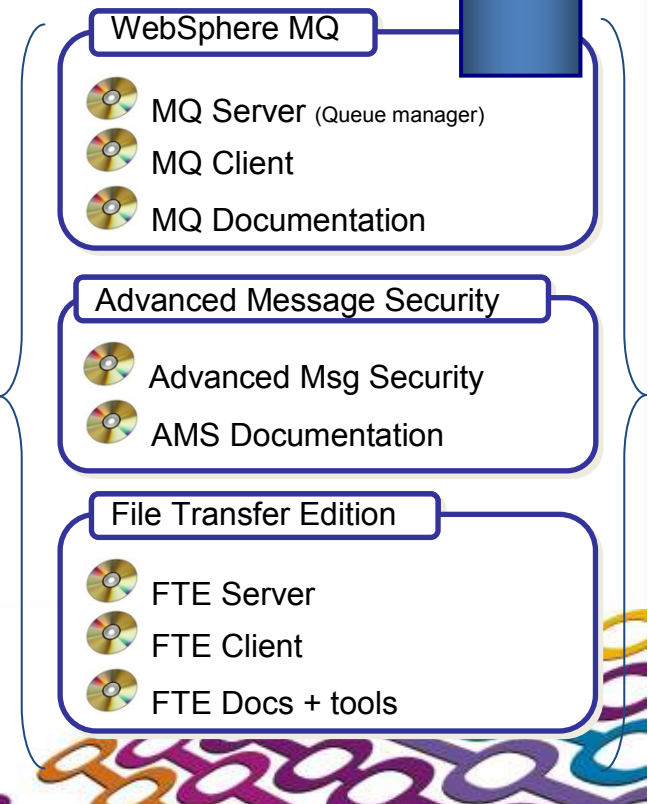 WebSphere MQ
MQ Server (Queue manager)
MQ Client
MQ Documentation
Advanced Message Security
Advanced Msg Security
AMS Documentation
File Transfer Edition
FTE Server
FTE Client
FTE Docs + tools